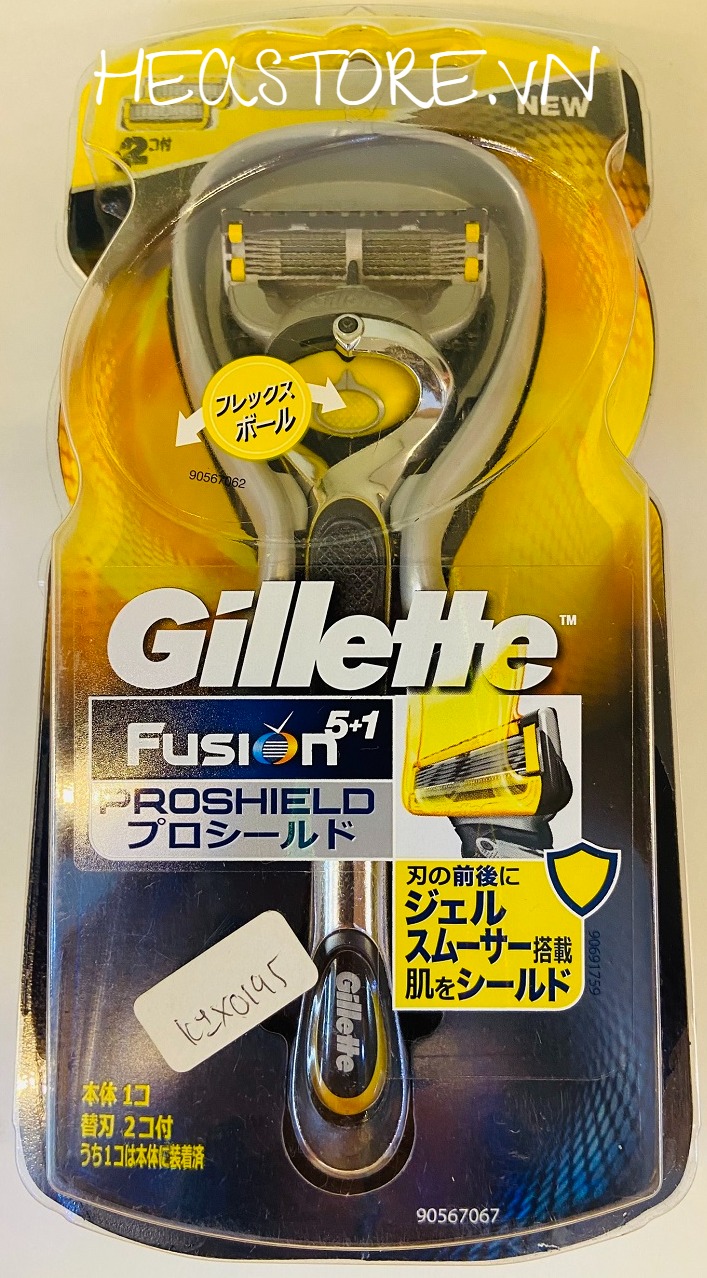 HEASTORE.VN
NEW
2コ付
フレックス
ボール
90567062
Gillette™
FUSION 5+1
PROSHIELD
プロシールド
刃の前後に
ジェル
スムーサー搭載
肌をシールド
90691759
Gillette
本体 1コ
替刃 2コ付
うち1コは本体に装着済
90567067